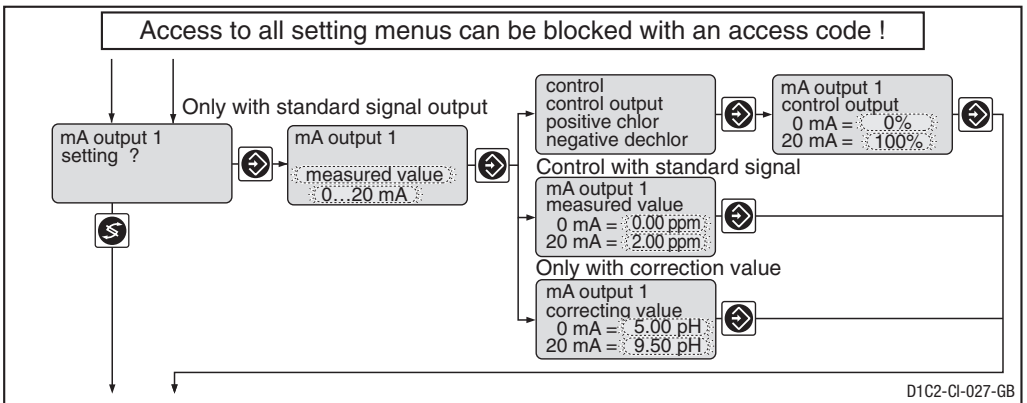 Access to all setting menus can be blocked with an access code !
Only with standard signal output
mA output 1
setting ?
mA output 1
measured value
0...20 mA
control
control output
positive chlor
negative dechlor
mA output 1
control output
0 mA = 0%
20 mA = 100%
Control with standard signal
mA output 1
measured value
0 mA = 0.00 ppm
20 mA = 2.00 ppm
Only with correction value
mA output 1
correcting value
0 mA = 5.00 pH
20 mA = 9.50 pH
D1C2-CI-027-GB